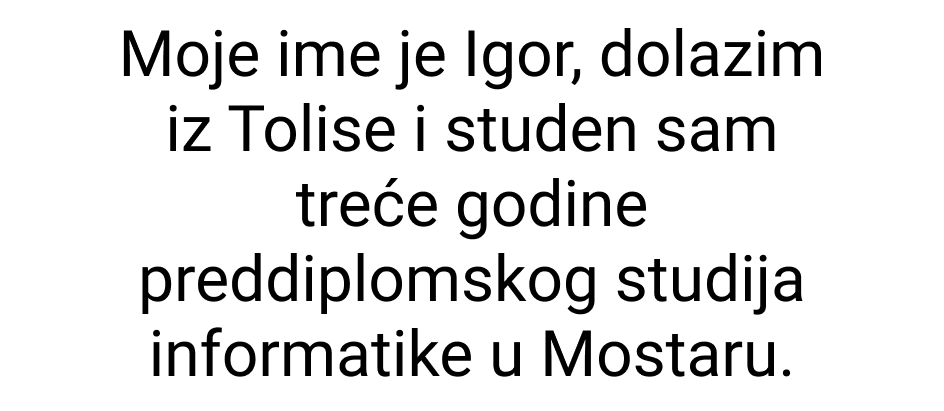 Moje ime je Igor, dolazim
iz Tolise i studen sam
treće godine
preddiplomskog studija
informatike u Mostaru.